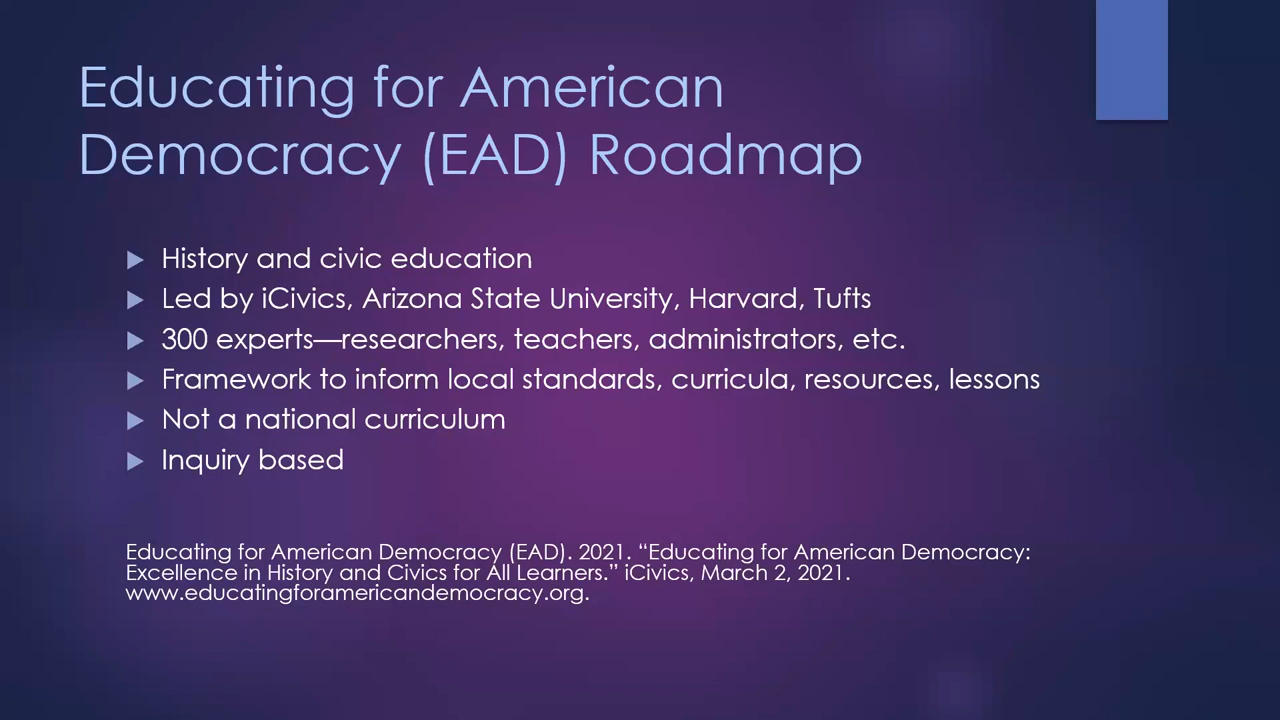 Educating for American
Democracy (EAD) Roadmap
History and civic education
Led by iCivics, Arizona State University, Harvard, Tufts
300 experts—researchers, teachers, administrators, etc.
Framework to inform local standards, curricula, resources, lessons
Not a national curriculum
Inquiry based
Educating for American Democracy (EAD). 2021. “Educating for American Democracy:
Excellence in History and Civics for All Learners.” iCivics, March 2, 2021.
www.educatingforamericandemocracy.org.